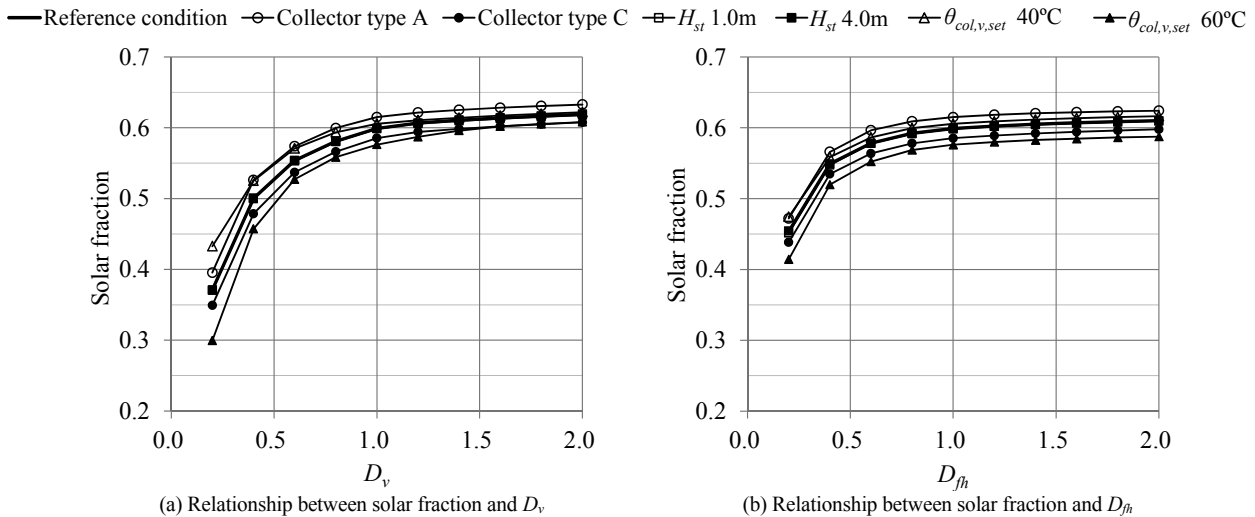 Reference condition Collector type A Collector type C H_st 1.0m H_st 4.0m θ_col,v,set 40ºC θ_col,v,set 60ºC
0.7
0.6
0.5
0.4
0.3
0.2
Solar fraction
0.0 0.5 1.0 1.5 2.0
D_v
(a) Relationship between solar fraction and D_v
0.7
0.6
0.5
0.4
0.3
0.2
Solar fraction
0.0 0.5 1.0 1.5 2.0
D_fh
(b) Relationship between solar fraction and D_fh